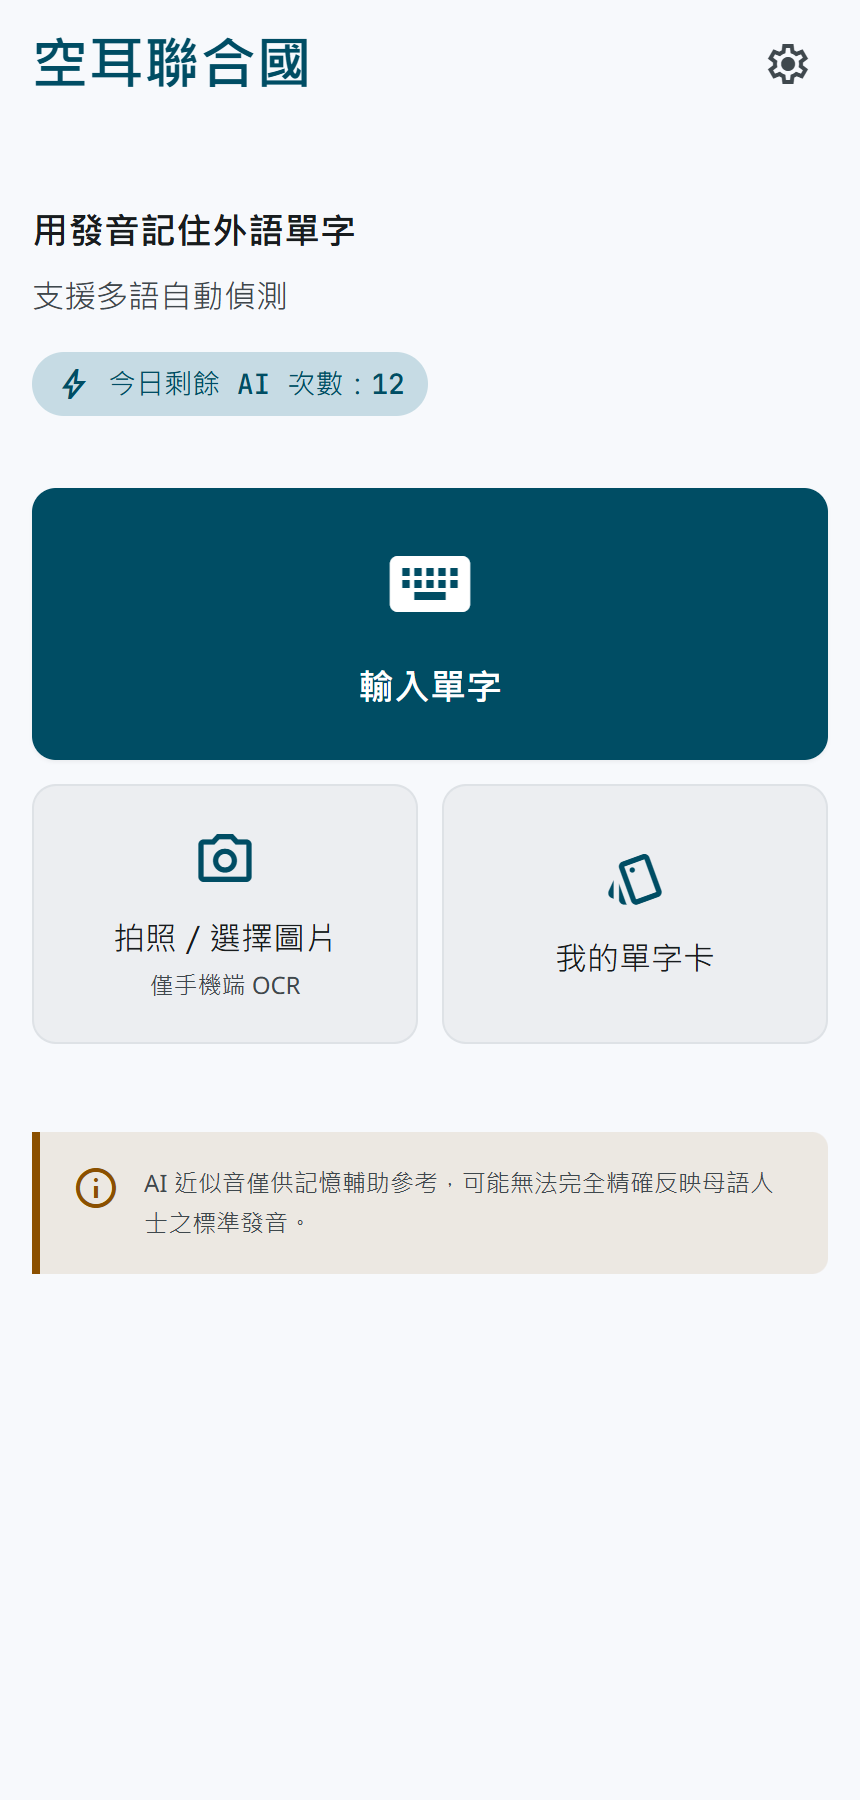 空耳聯合國
用發音記住外語單字
支援多語自動偵測
今日剩餘 AI 次數：12
輸入單字
拍照 / 選擇圖片
僅手機端 OCR
我的單字卡
AI 近似音僅供記憶輔助參考，可能無法完全精確反映母語人
士之標準發音。